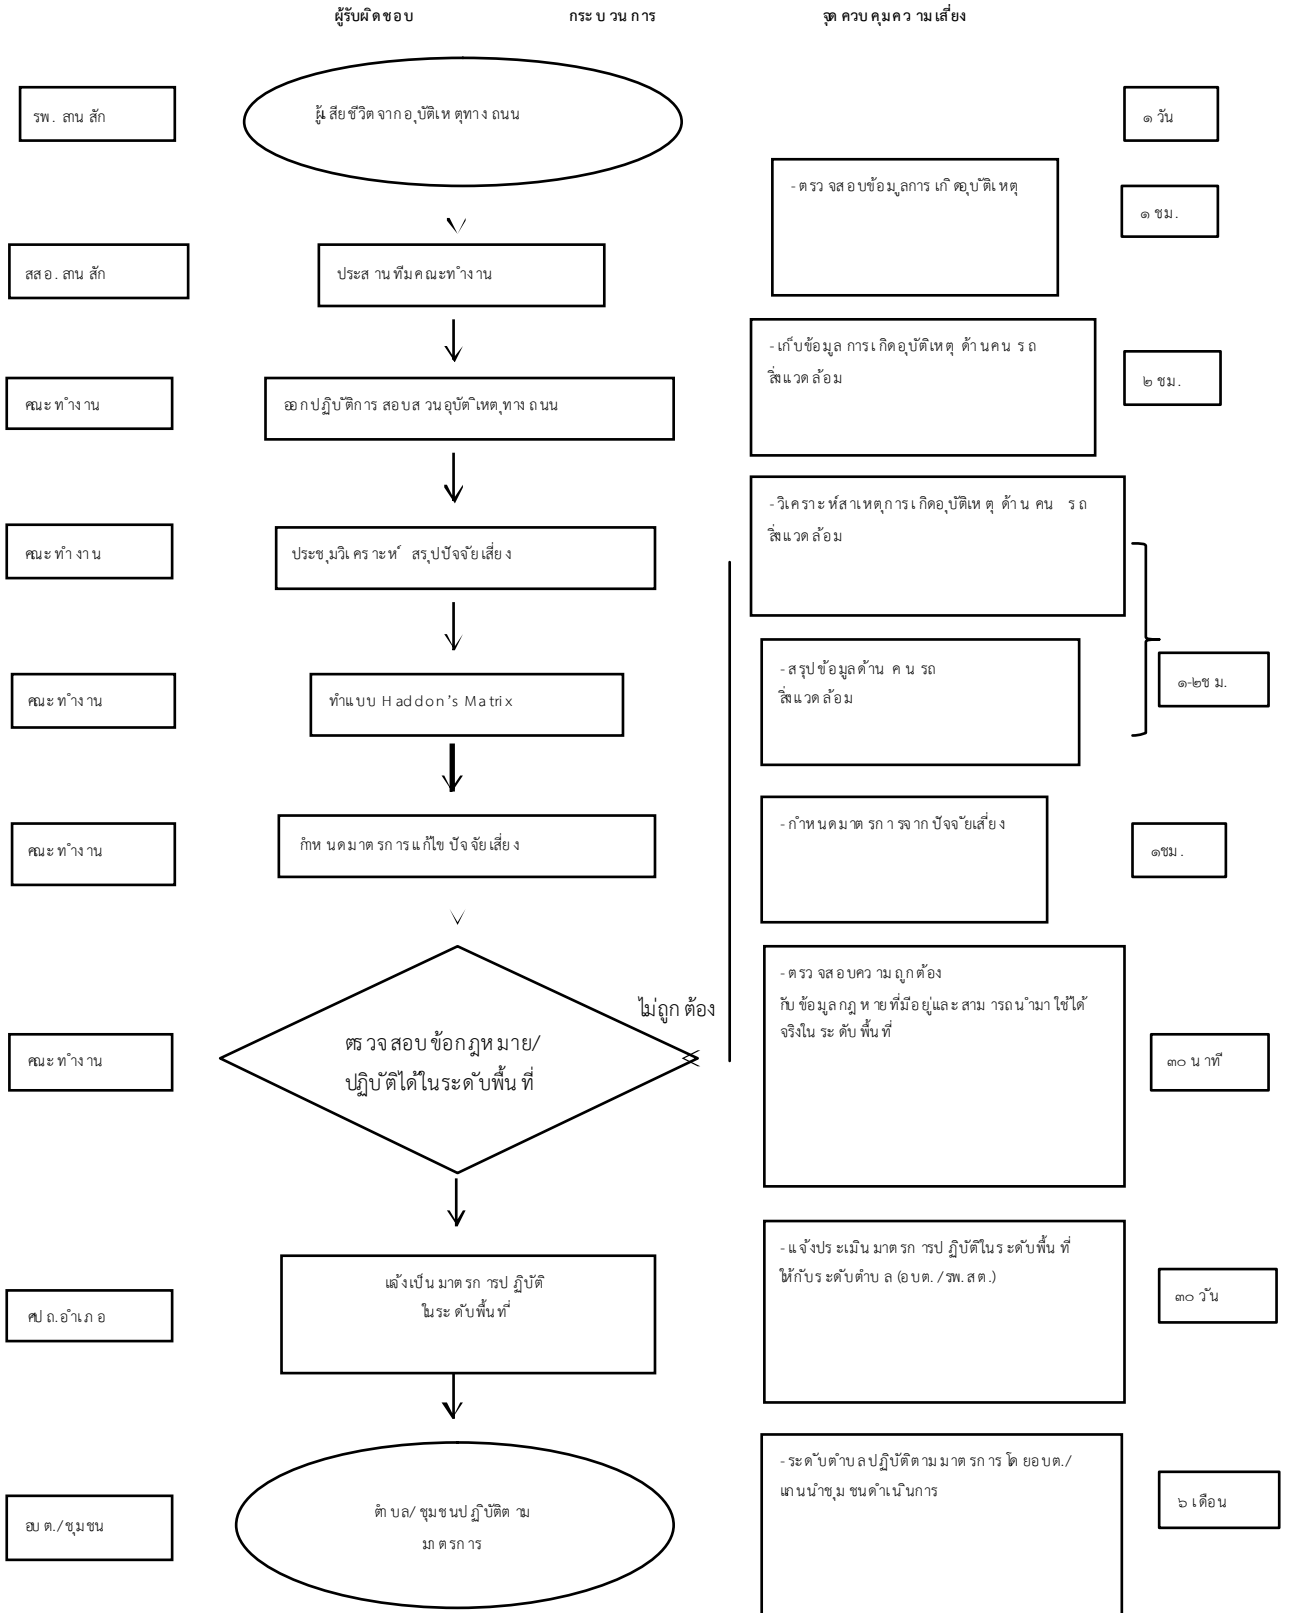 ผู้รับผิดชอบ กระบวนการ จุดควบคุมความเสี่ยง
รพ. ลานสัก
ผู้เสียชีวิตจากอุบัติเหตุทางถนน
๑ วัน
- ตรวจสอบข้อมูลการเกิดอุบัติเหตุ
๑ ชม.
สสอ. ลานสัก
ประสานทีมคณะทำงาน
- เก็บข้อมูล การเกิดอุบัติเหตุ ด้านคน รถ
สิ่งแวดล้อม
๒ ชม.
คณะทำงาน
ออกปฏิบัติการ สอบสวนอุบัติเหตุทางถนน
- วิเคราะห์สาเหตุการเกิดอุบัติเหตุ ด้าน คน รถ
สิ่งแวดล้อม
คณะทำงาน
ประชุมวิเคราะห์ สรุปปัจจัยเสี่ยง
- สรุปข้อมูลด้าน คน รถ
สิ่งแวดล้อม
๑-๒ชม.
คณะทำงาน
ทำแบบ Haddon’s Matrix
- กำหนดมาตรการจากปัจจัยเสี่ยง
๑ชม.
คณะทำงาน
กำหนดมาตรการแก้ไขปัจจัยเสี่ยง
- ตรวจสอบความถูกต้อง
กับข้อมูลกฎหายที่มีอยู่และสามารถนำมาใช้ได้
จริงใน ระดับพื้นที่
ไม่ถูกต้อง
คณะทำงาน
ตรวจสอบข้อกฎหมาย/
ปฏิบัติได้ในระดับพื้นที่
๓๐ นาที
- แจ้งประเมินมาตรการปฏิบัติในระดับพื้นที่
ให้กับระดับตำบล (อบต./รพ.สต.)
๓๐ วัน
ศปถ.อำเภอ
แจ้งเป็นมาตรการปฏิบัติ
ในระดับพื้นที่
- ระดับตำบลปฏิบัติตามมาตรการโดยอบต./
แกนนำชุมชนดำเนินการ
๖ เดือน
อบต./ชุมชน
ตำบล/ชุมชนปฏิบัติตาม
มาตรการ